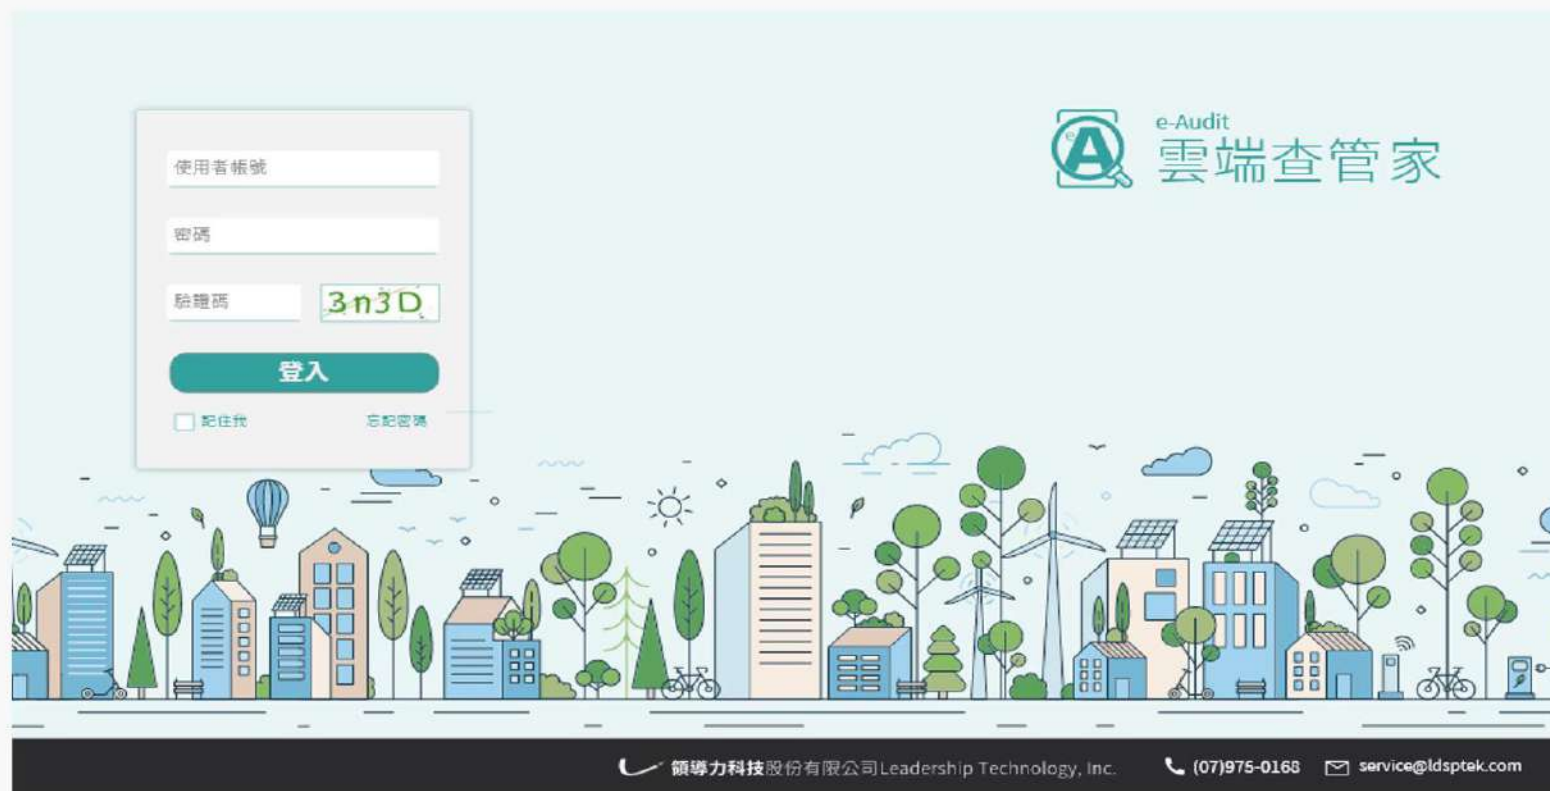 使用者帳號
密碼
驗證碼
3n3D
登入
記住我
忘記密碼
e-Audit
雲端查管家
領導力科技股份有限公司Leadership Technology, Inc.
(07)975-0168
service@ldsptek.com